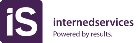 iS
internedservices
Powered by results.